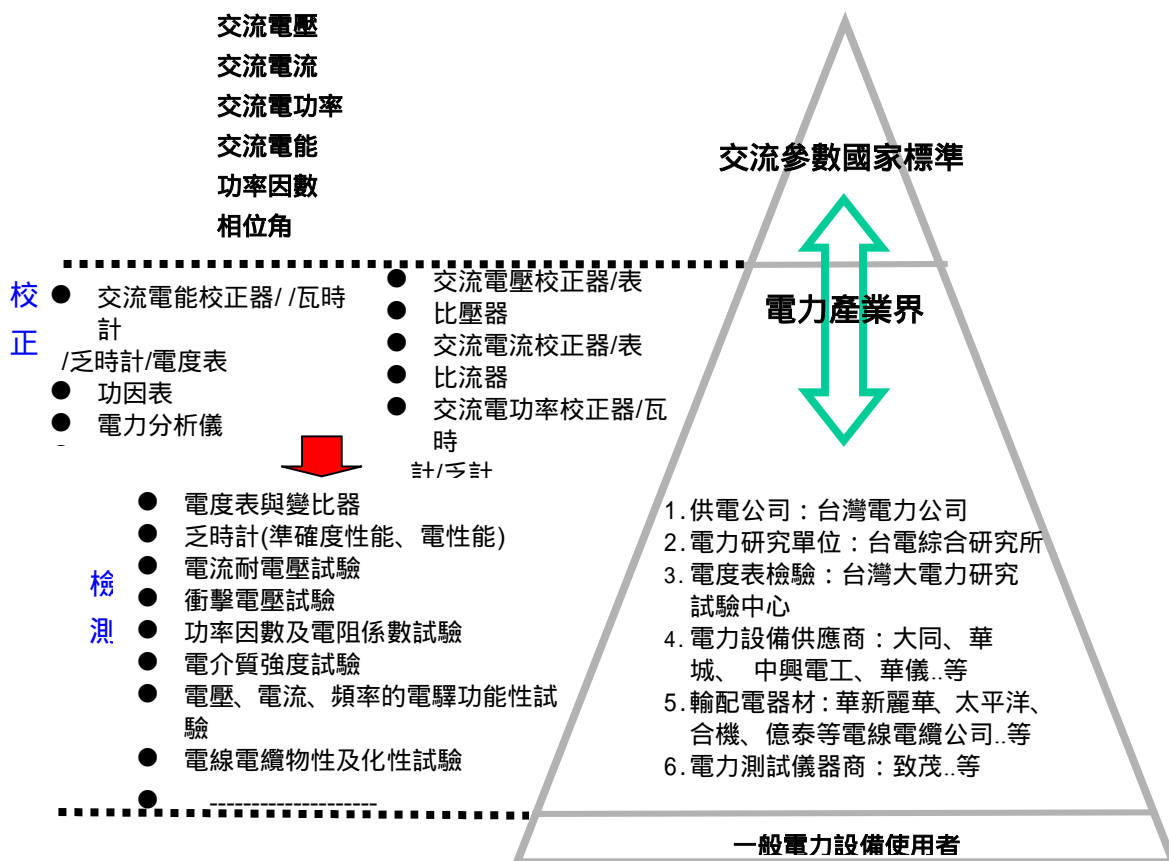 交流電壓
交流電流
交流電功率
交流電能
功率因數
相位角
交流參數國家標準
校
正
● 交流電能校正器/ /瓦時
計
/乏時計/電度表
● 功因表
● 電力分析儀
● 交流電壓校正器/表
● 比壓器
● 交流電流校正器/表
● 比流器
● 交流電功率校正器/瓦
時
計/乏計
電力產業界
檢
測
● 電度表與變比器
● 乏時計(準確度性能、電性能)
● 電流耐電壓試驗
● 衝擊電壓試驗
● 功率因數及電阻係數試驗
● 電介質強度試驗
● 電壓、電流、頻率的電驛功能性試
驗
● 電線電纜物性及化性試驗
● -------------------
1.供電公司：台灣電力公司
2.電力研究單位：台電綜合研究所
3.電度表檢驗：台灣大電力研究
試驗中心
4.電力設備供應商：大同、華
城、 中興電工、華儀..等
5.輸配電器材：華新麗華、太平洋、
合機、億泰等電線電纜公司..等
6.電力測試儀器商：致茂..等
一般電力設備使用者